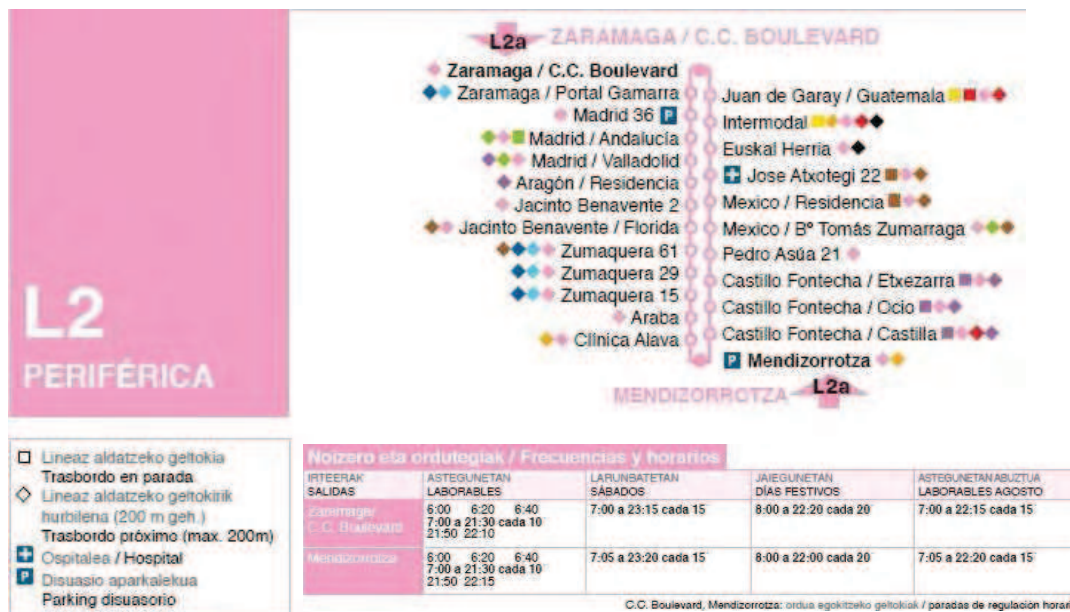 L2a ZARAMAGA / C.C. BOULEVARD
Zaramaga / C.C. Boulevard
Zaramaga / Portal Gamarra
Madrid 36 P
Madrid / Andalucía
Madrid / Valladolid
Aragón / Residencia
Jacinto Benavente 2
Jacinto Benavente / Florida
Zumaquera 61
Zumaquera 29
Zumaquera 15
Araba
Clínica Alava
Juan de Garay / Guatemala
Intermodal
Euskal Herria
Jose Atxotegi 22
Mexico / Residencia
Mexico / Bº Tomás Zumarraga
Pedro Asúa 21
Castillo Fontecha / Etxezarra
Castillo Fontecha / Ocio
Castillo Fontecha / Castilla
P Mendizorrotza
MENDIZORROTZA L2a
L2
PERIFÉRICA
Lineaz aldatzeko geltokia
Trasbordo en parada
Lineaz aldatzeko geltokirik
hurbilena (200 m geh.)
Trasbordo próximo (max. 200m)
Ospitalea / Hospital
P Disuasio aparkalekua
Parking disuasorio
Noizero eta ordutegiak / Frecuencias y horarios
IRTEERAK ASTEGUNETAN LARUNBATETAN JAIEGUNETAN ASTEGUNETAN ABUZTUA
SALIDAS LABORABLES SÁBADOS DÍAS FESTIVOS LABORABLES AGOSTO
Zaramaga/ 6:00 6:20 6:40 7:00 a 23:15 cada 15 8:00 a 22:20 cada 20 7:00 a 22:15 cada 15
C.C. Boulevard 7:00 a 21:30 cada 10
21:50 22:10
Mendizorrotza 6:00 6:20 6:40 7:05 a 23:20 cada 15 8:00 a 22:00 cada 20 7:05 a 22:20 cada 15
7:00 a 21:30 cada 10
21:50 22:15
C.C. Boulevard, Mendizorrotza: ordua egokitzeko geltokiak / paradas de regulacion horari